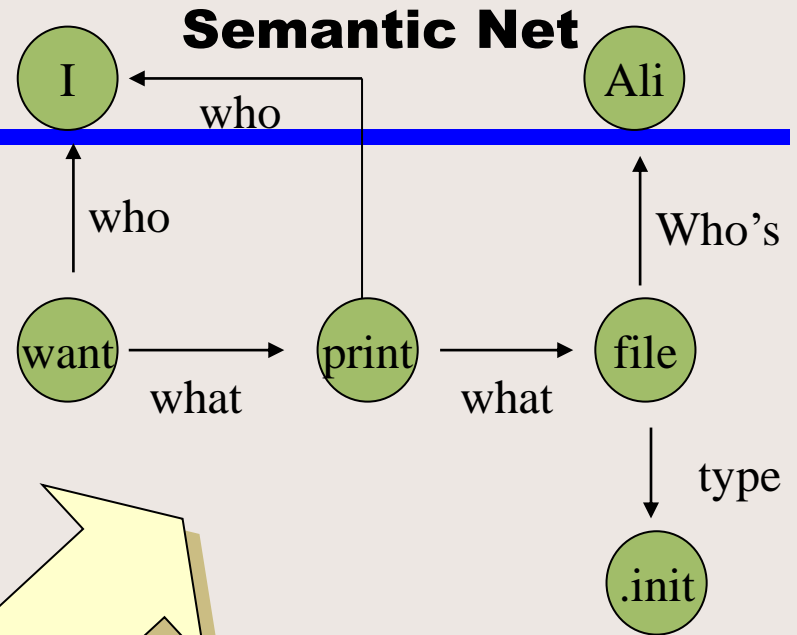 Semantic Net
I
Ali
who
who
Who’s
want
print
file
what
what
type
.init